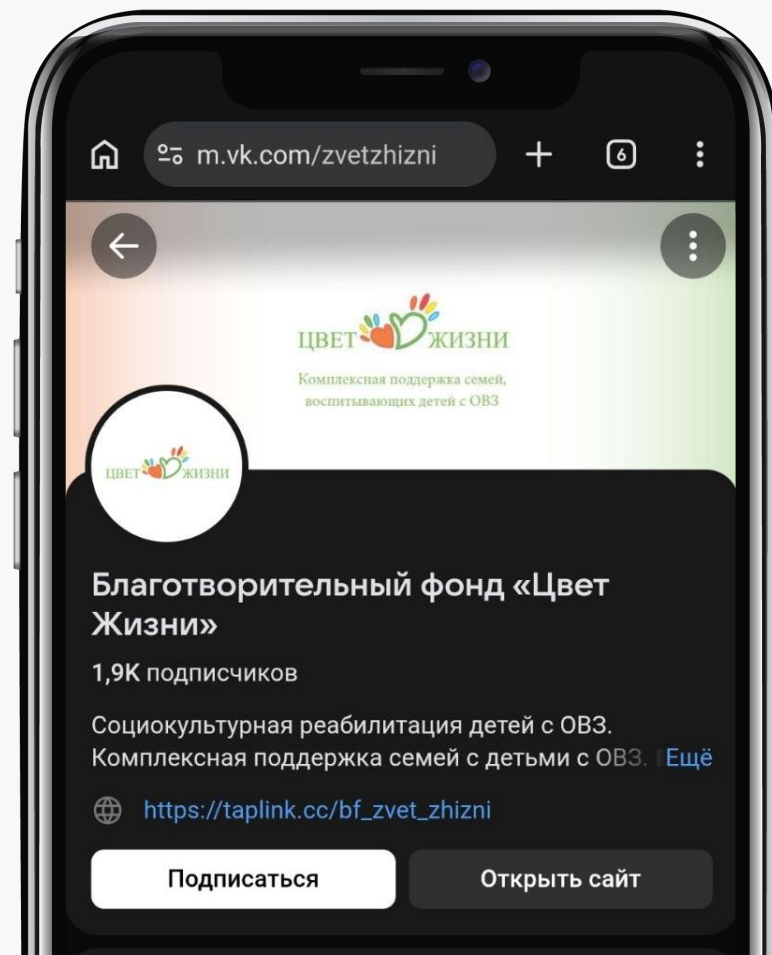 m.vk.com/zvetzhizni
6
ЦВЕТ ЖИЗНИ
Комплексная поддержка семей,
воспитывающих детей с ОВЗ
ЦВЕТ ЖИЗНИ
Благотворительный фонд «Цвет
Жизни»
1,9K подписчиков
Социокультурная реабилитация детей с ОВЗ.
Комплексная поддержка семей с детьми с ОВЗ. Ещё
https://taplink.cc/bf_zvet_zhizni
Подписаться
Открыть сайт